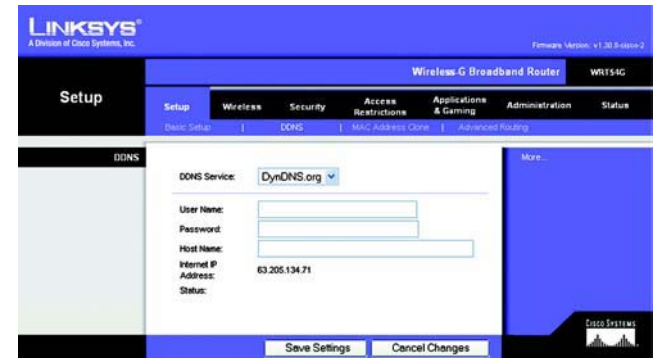 LINKSYS®
A Division of Cisco Systems, Inc.
Firmware Version: v1.30.0-cisco-2
Wireless-G Broadband Router WRT54G
Setup
Setup Wireless Security Access Restrictions Applications & Gaming Administration Status
Basic Setup | DDNS | MAC Address Clone | Advanced Routing
DDNS
More...
DDNS Service: DynDNS.org
User Name:
Password:
Host Name:
Internet IP
Address: 63.205.134.71
Status:
Save Settings Cancel Changes
CISCO SYSTEMS